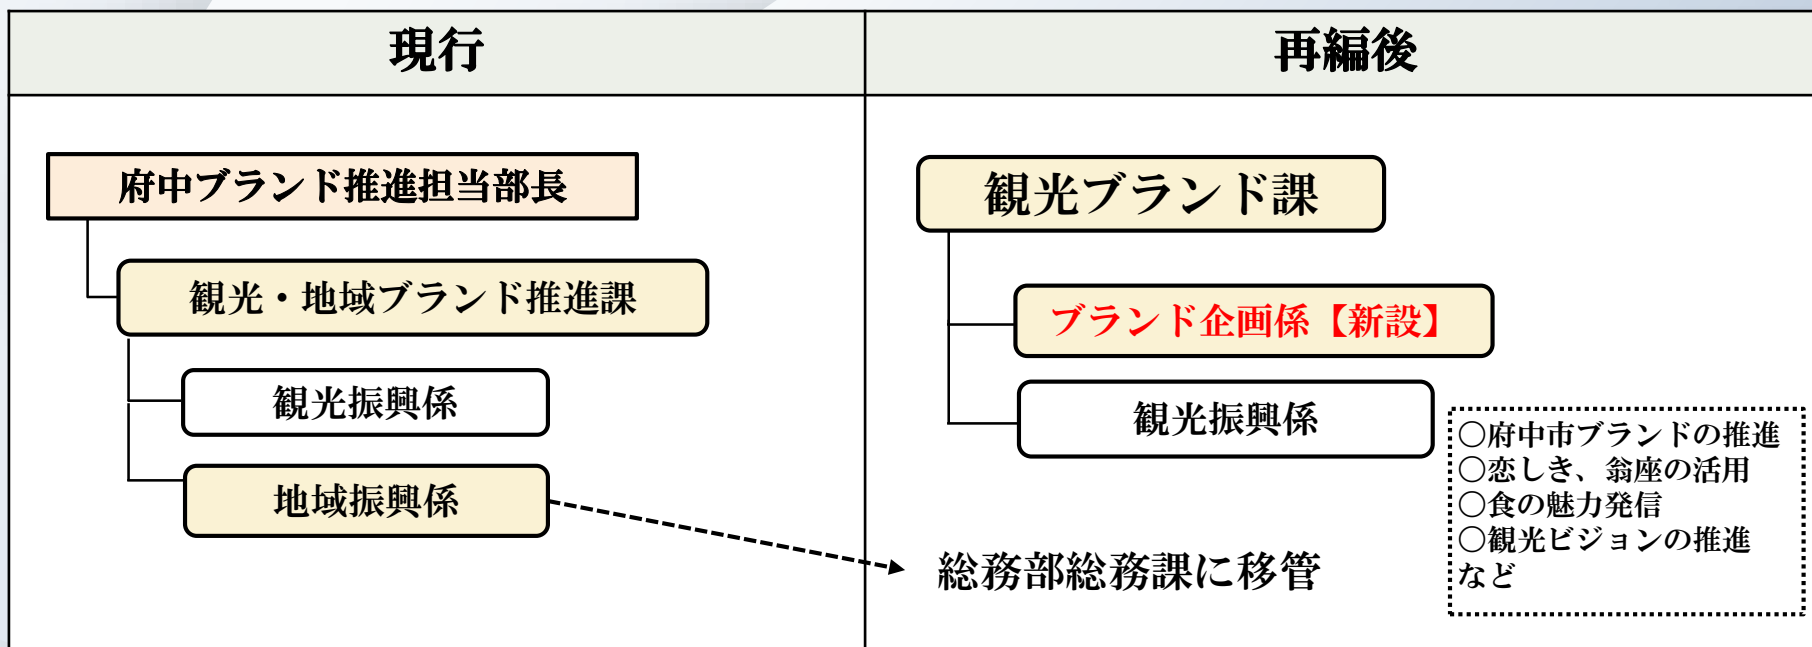 現行
再編後
府中ブランド推進担当部長
観光・地域ブランド推進課
観光振興係
地域振興係
観光ブランド課
ブランド企画係【新設】
観光振興係
総務部総務課に移管
〇府中市ブランドの推進
〇恋しき、翁座の活用
〇食の魅力発信
〇観光ビジョンの推進
など